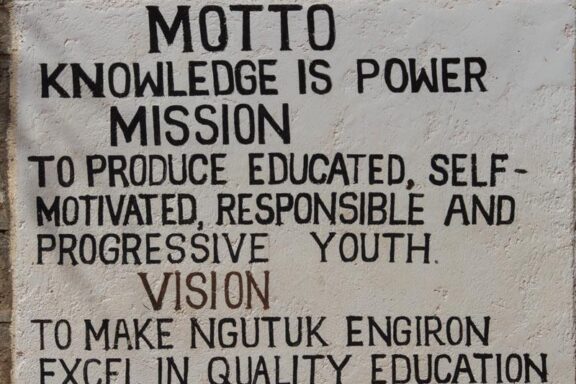 MOTTO
KNOWLEDGE IS POWER
MISSION
TO PRODUCE EDUCATED, SELF-
MOTIVATED, RESPONSIBLE AND
PROGRESSIVE YOUTH.
VISION
TO MAKE NGUTUK ENGIRON
EXCEL IN QUALITY EDUCATION